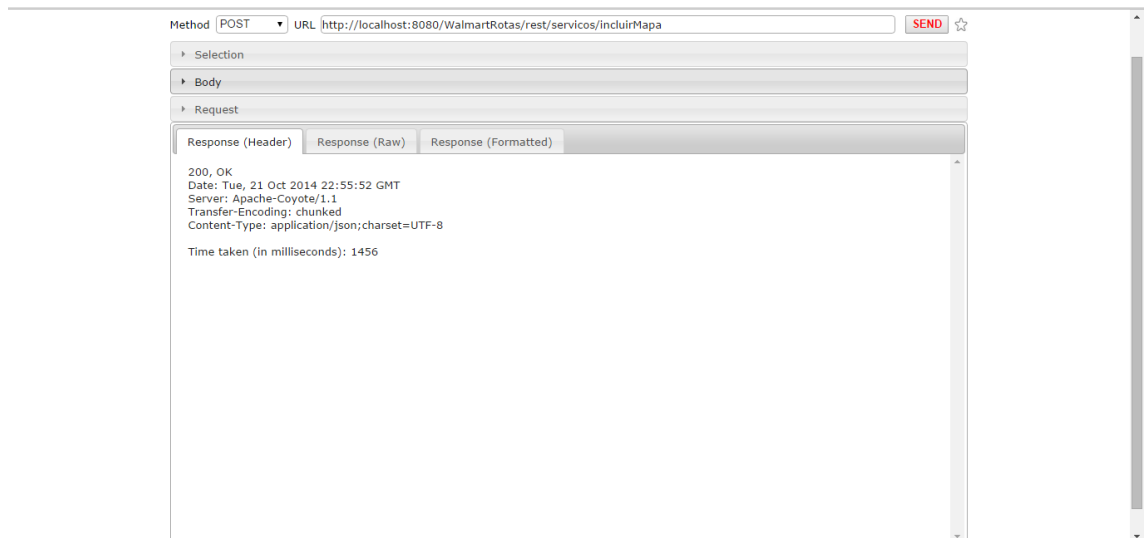 Method POST URL http://localhost:8080/WalmartRotas/rest/servicos/incluirMapa SEND
Selection
Body
Request
Response (Header) Response (Raw) Response (Formatted)
200, OK
Date: Tue, 21 Oct 2014 22:55:52 GMT
Server: Apache-Coyote/1.1
Transfer-Encoding: chunked
Content-Type: application/json;charset=UTF-8
Time taken (in milliseconds): 1456